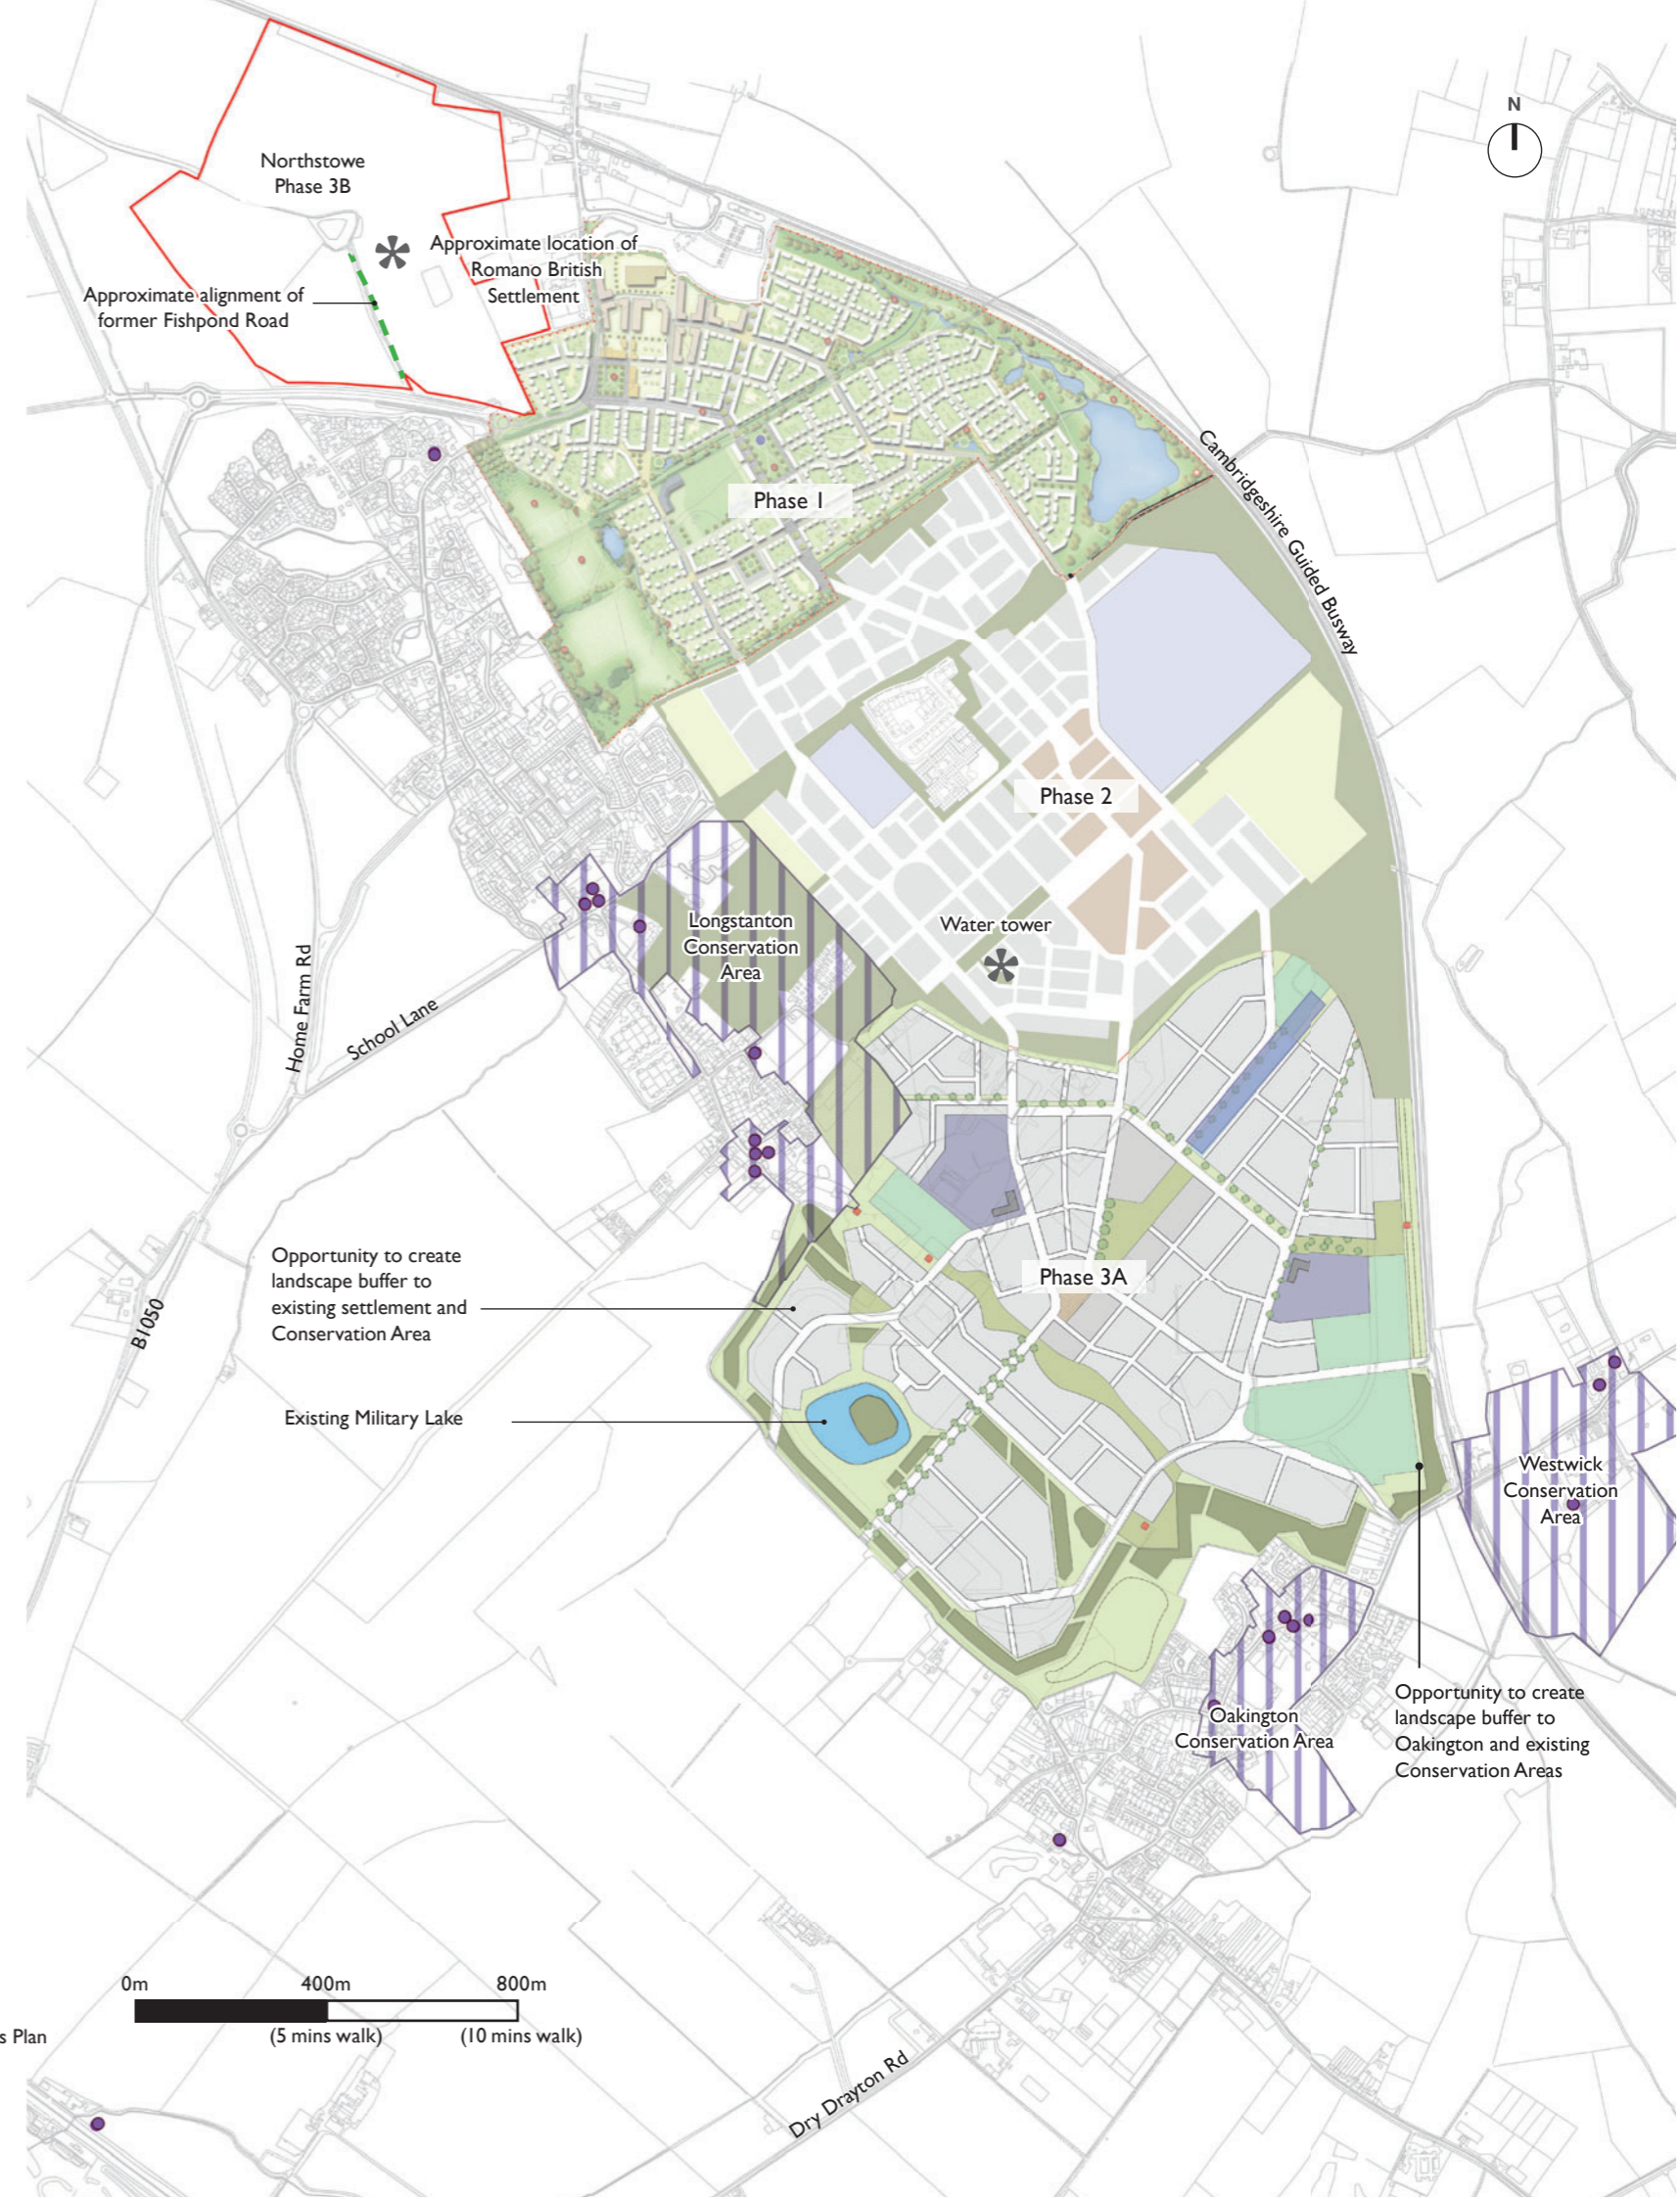 N
Northstowe
Phase 3B
Approximate location of
Romano British
Settlement
Approximate alignment of
former Fishpond Road
Cambridgeshire Guided Busway
Phase 1
Phase 2
Water tower
Longstanton
Conservation
Area
Home Farm Rd
School Lane
B1050
Opportunity to create
landscape buffer to
existing settlement and
Conservation Area
Phase 3A
Existing Military Lake
Westwick
Conservation
Area
Oakington
Conservation Area
Opportunity to create
landscape buffer to
Oakington and existing
Conservation Areas
0m 400m 800m
(5 mins walk) (10 mins walk)
s Plan
Dry Drayton Rd